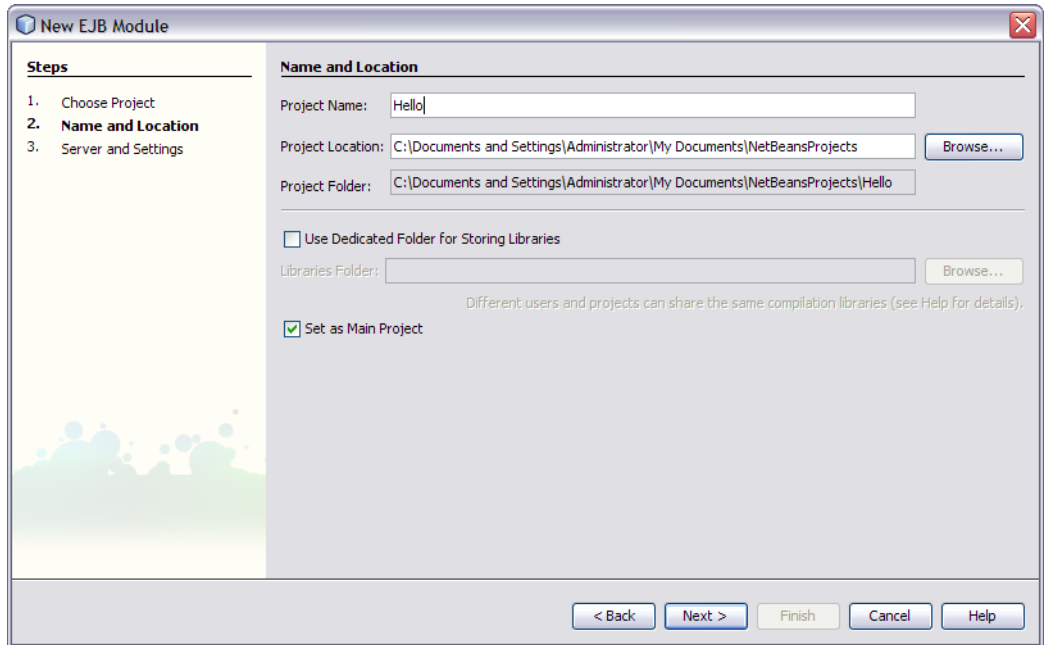 New EJB Module
Steps
1. Choose Project
2. Name and Location
3. Server and Settings
Name and Location
Project Name: Hello
Project Location: C:\Documents and Settings\Administrator\My Documents\NetBeansProjects Browse...
Project Folder: C:\Documents and Settings\Administrator\My Documents\NetBeansProjects\Hello
Use Dedicated Folder for Storing Libraries
Libraries Folder: Browse...
Different users and projects can share the same compilation libraries (see Help for details).
Set as Main Project
< Back Next > Finish Cancel Help